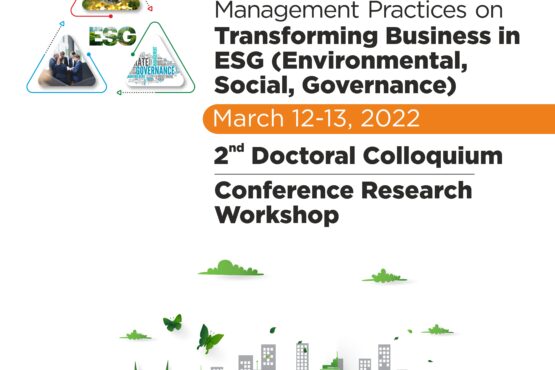 Management Practices on
Transforming Business in
ESG (Environmental,
Social, Governance)
March 12-13, 2022
2nd Doctoral Colloquium
Conference Research
Workshop
ESG
GOVERNANCE